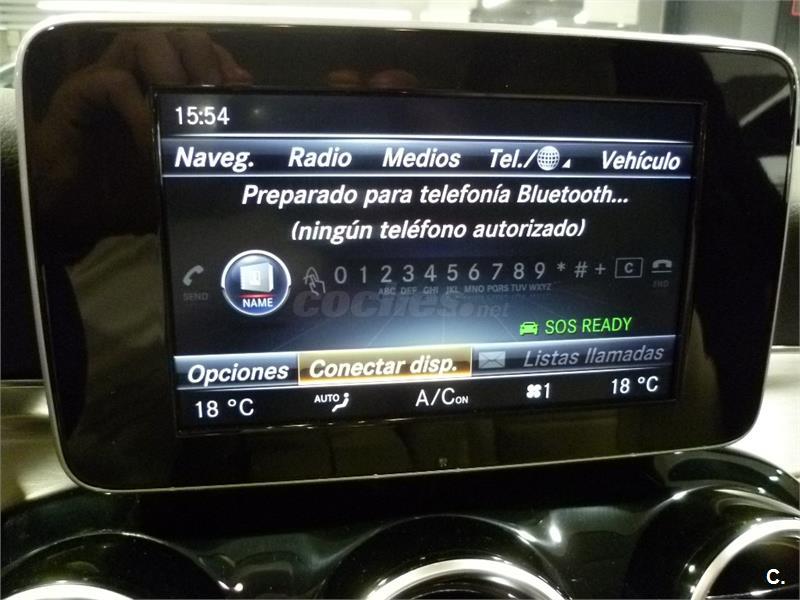 15:54
Naveg. Radio Medios Tel./ Vehículo
Preparado para telefonía Bluetooth...
(ningún teléfono autorizado)
0 1 2 3 4 5 6 7 8 9 * # + C
SEND ABC DEF GHI JKL MNO PQRS TUV WXYZ END
NAME
coches.net
SOS READY
Opciones Conectar disp. Listas llamadas
18 °C AUTO A/C ON 1 18 °C
C.